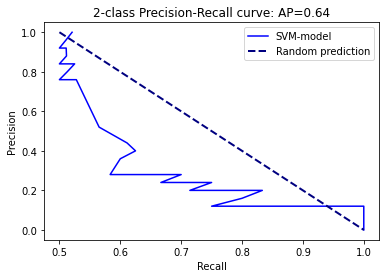 2-class Precision-Recall curve: AP=0.64
SVM-model
Random prediction
1.0
0.8
0.6
0.4
0.2
0.0
Precision
0.5
0.6
0.7
0.8
0.9
1.0
Recall